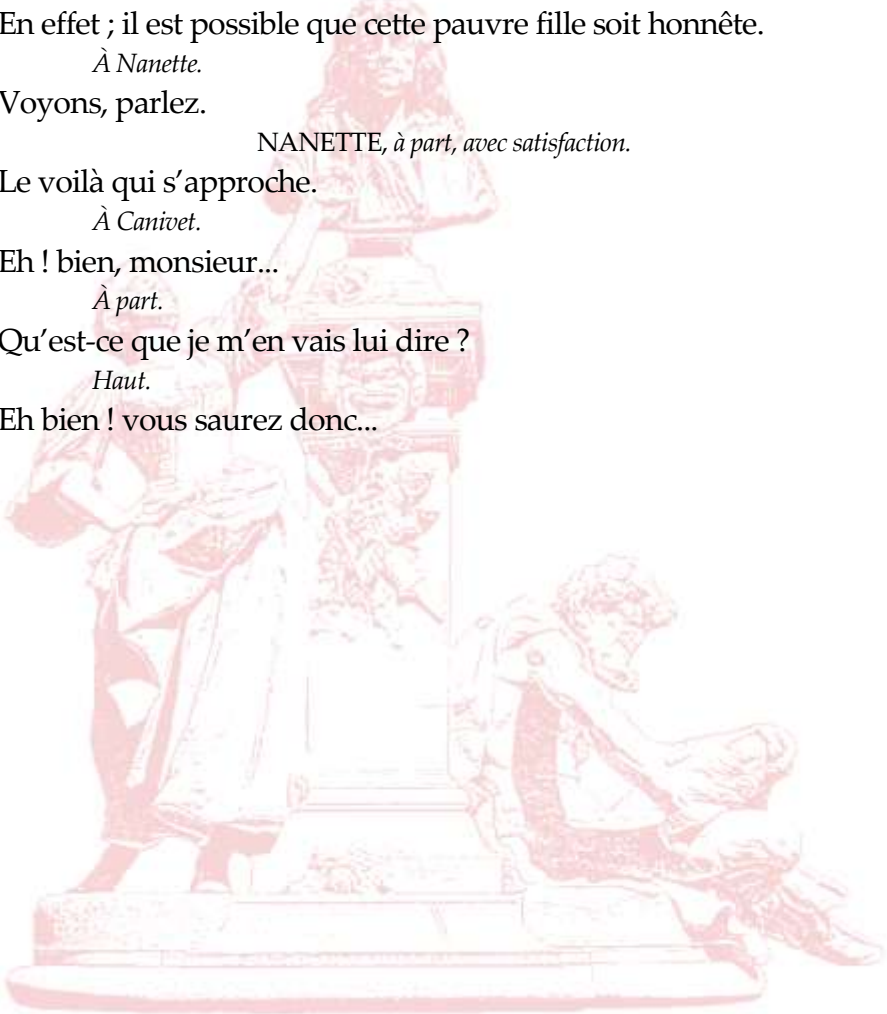 En effet ; il est possible que cette pauvre fille soit honnête.
À Nanette.
Voyons, parlez.
NANETTE, à part, avec satisfaction.
Le voilà qui s’approche.
À Canivet.
Eh ! bien, monsieur...
À part.
Qu’est-ce que je m’en vais lui dire ?
Haut.
Eh bien ! vous saurez donc...